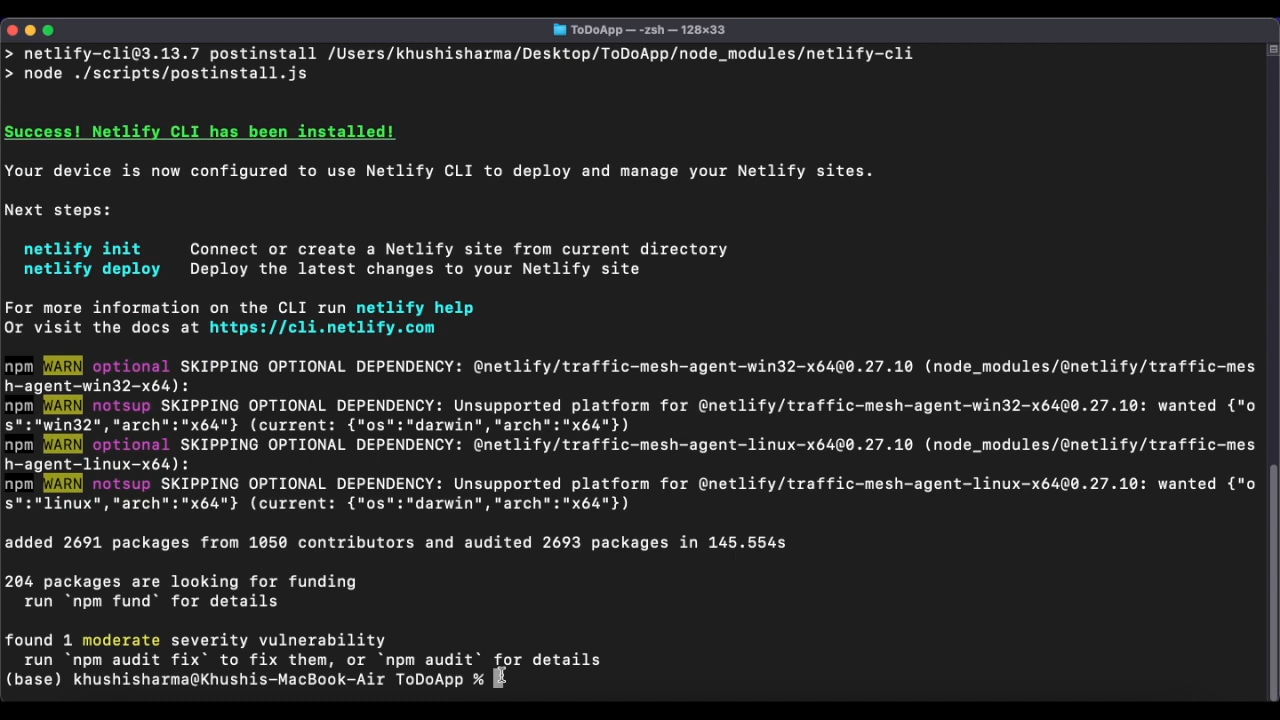 ToDoApp — -zsh — 128×33
> netlify-cli@3.13.7 postinstall /Users/khushisharma/Desktop/ToDoApp/node_modules/netlify-cli
> node ./scripts/postinstall.js
Success! Netlify CLI has been installed!
Your device is now configured to use Netlify CLI to deploy and manage your Netlify sites.
Next steps:
netlify init     Connect or create a Netlify site from current directory
netlify deploy   Deploy the latest changes to your Netlify site
For more information on the CLI run netlify help
Or visit the docs at https://cli.netlify.com
npm WARN optional SKIPPING OPTIONAL DEPENDENCY: @netlify/traffic-mesh-agent-win32-x64@0.27.10 (node_modules/@netlify/traffic-mes
h-agent-win32-x64):
npm WARN notsup SKIPPING OPTIONAL DEPENDENCY: Unsupported platform for @netlify/traffic-mesh-agent-win32-x64@0.27.10: wanted {"o
s":"win32","arch":"x64"} (current: {"os":"darwin","arch":"x64"})
npm WARN optional SKIPPING OPTIONAL DEPENDENCY: @netlify/traffic-mesh-agent-linux-x64@0.27.10 (node_modules/@netlify/traffic-mes
h-agent-linux-x64):
npm WARN notsup SKIPPING OPTIONAL DEPENDENCY: Unsupported platform for @netlify/traffic-mesh-agent-linux-x64@0.27.10: wanted {"o
s":"linux","arch":"x64"} (current: {"os":"darwin","arch":"x64"})
added 2691 packages from 1050 contributors and audited 2693 packages in 145.554s
204 packages are looking for funding
run `npm fund` for details
found 1 moderate severity vulnerability
run `npm audit fix` to fix them, or `npm audit` for details
(base) khushisharma@Khushis-MacBook-Air ToDoApp %